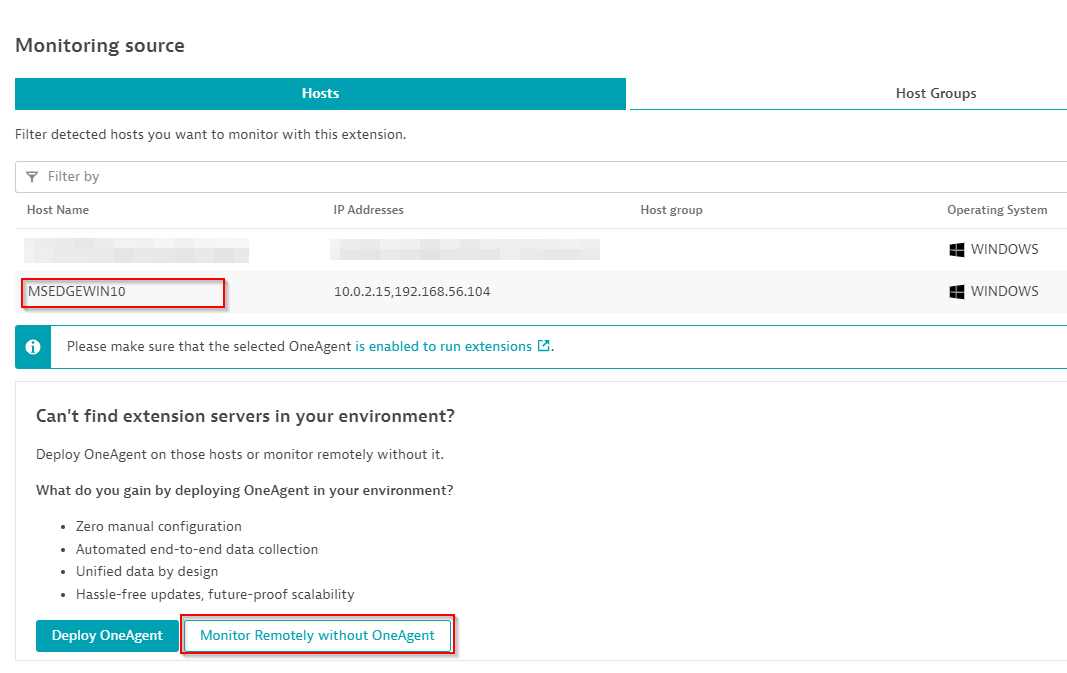 Monitoring source
Hosts
Host Groups
Filter detected hosts you want to monitor with this extension.
Filter by
Host Name IP Addresses Host group Operating System
WINDOWS
MSEDGEWIN10 10.0.2.15,192.168.56.104 WINDOWS
Please make sure that the selected OneAgent is enabled to run extensions.
Can't find extension servers in your environment?
Deploy OneAgent on those hosts or monitor remotely without it.
What do you gain by deploying OneAgent in your environment?
• Zero manual configuration
• Automated end-to-end data collection
• Unified data by design
• Hassle-free updates, future-proof scalability
Deploy OneAgent
Monitor Remotely without OneAgent